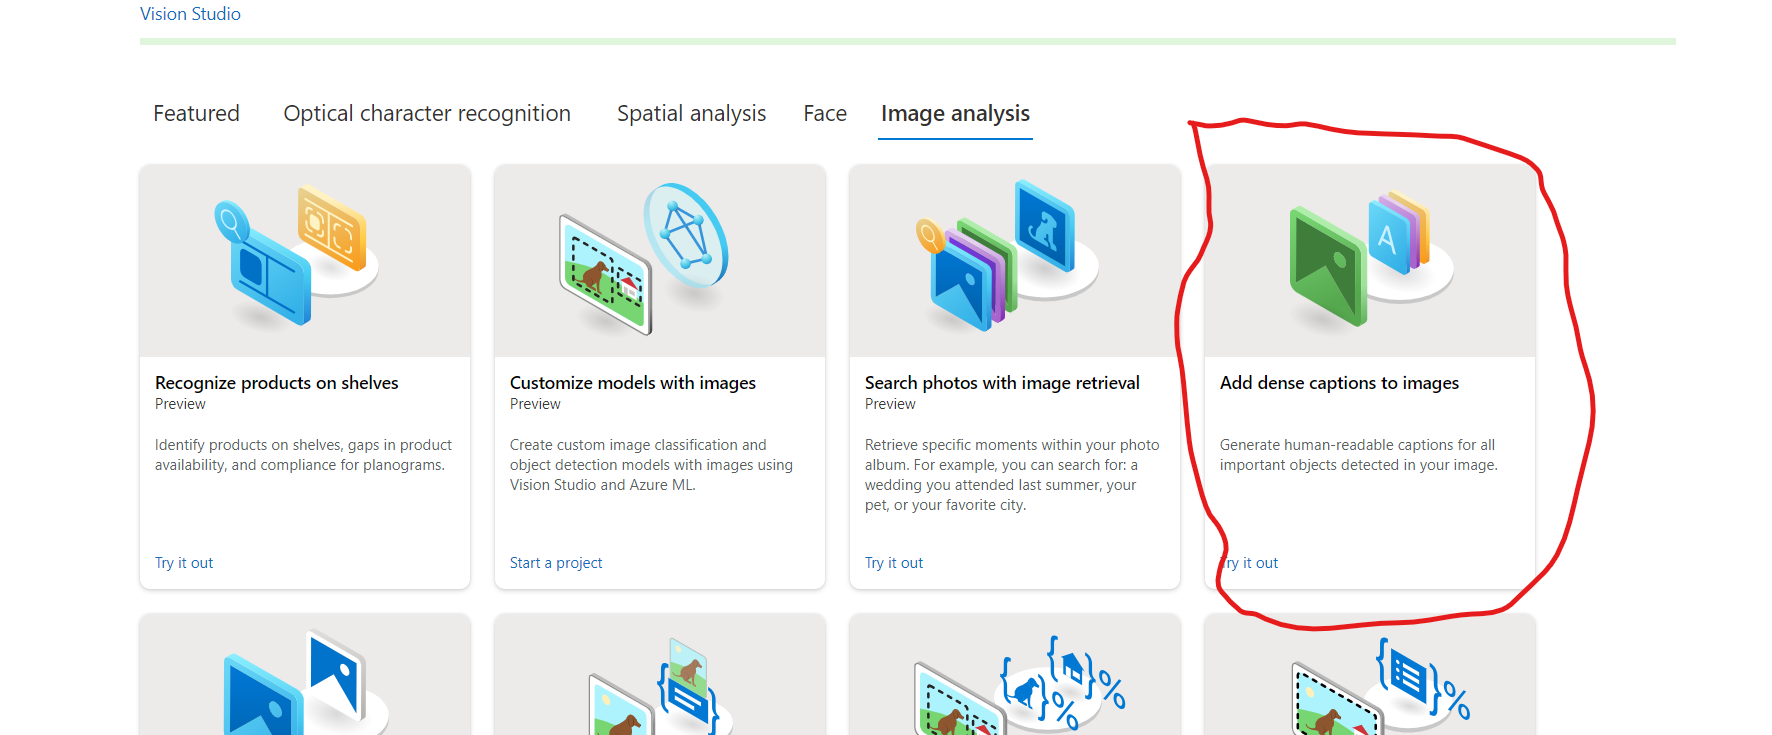 Vision Studio
Featured
Optical character recognition
Spatial analysis
Face
Image analysis
A
Recognize products on shelves
Preview
Identify products on shelves, gaps in product
availability, and compliance for planograms.
Try it out
Customize models with images
Preview
Create custom image classification and
object detection models with images using
Vision Studio and Azure ML.
Start a project
Search photos with image retrieval
Preview
Retrieve specific moments within your photo
album. For example, you can search for: a
wedding you attended last summer, your
pet, or your favorite city.
Try it out
Add dense captions to images
Generate human-readable captions for all
important objects detected in your image.
Try it out
{ }
{ }%
{ }%
{ }%